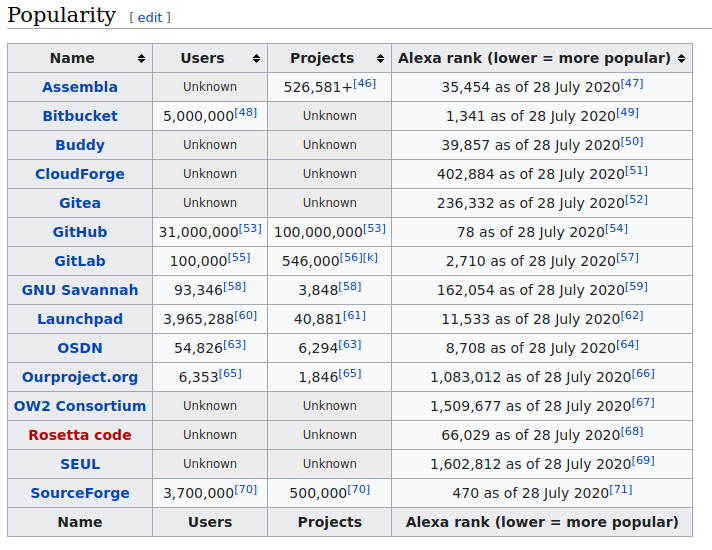 Popularity [ edit ]
Name Users Projects Alexa rank (lower = more popular)
Assembla Unknown 526,581+[46] 35,454 as of 28 July 2020[47]
Bitbucket 5,000,000[48] Unknown 1,341 as of 28 July 2020[49]
Buddy Unknown Unknown 39,857 as of 28 July 2020[50]
CloudForge Unknown Unknown 402,884 as of 28 July 2020[51]
Gitea Unknown Unknown 236,332 as of 28 July 2020[52]
GitHub 31,000,000[53] 100,000,000[53] 78 as of 28 July 2020[54]
GitLab 100,000[55] 546,000[56][k] 2,710 as of 28 July 2020[57]
GNU Savannah 93,346[58] 3,848[58] 162,054 as of 28 July 2020[59]
Launchpad 3,965,288[60] 40,881[61] 11,533 as of 28 July 2020[62]
OSDN 54,826[63] 6,294[63] 8,708 as of 28 July 2020[64]
Ourproject.org 6,353[65] 1,846[65] 1,083,012 as of 28 July 2020[66]
OW2 Consortium Unknown Unknown 1,509,677 as of 28 July 2020[67]
Rosetta code Unknown Unknown 66,029 as of 28 July 2020[68]
SEUL Unknown Unknown 1,602,812 as of 28 July 2020[69]
SourceForge 3,700,000[70] 500,000[70] 470 as of 28 July 2020[71]
Name Users Projects Alexa rank (lower = more popular)